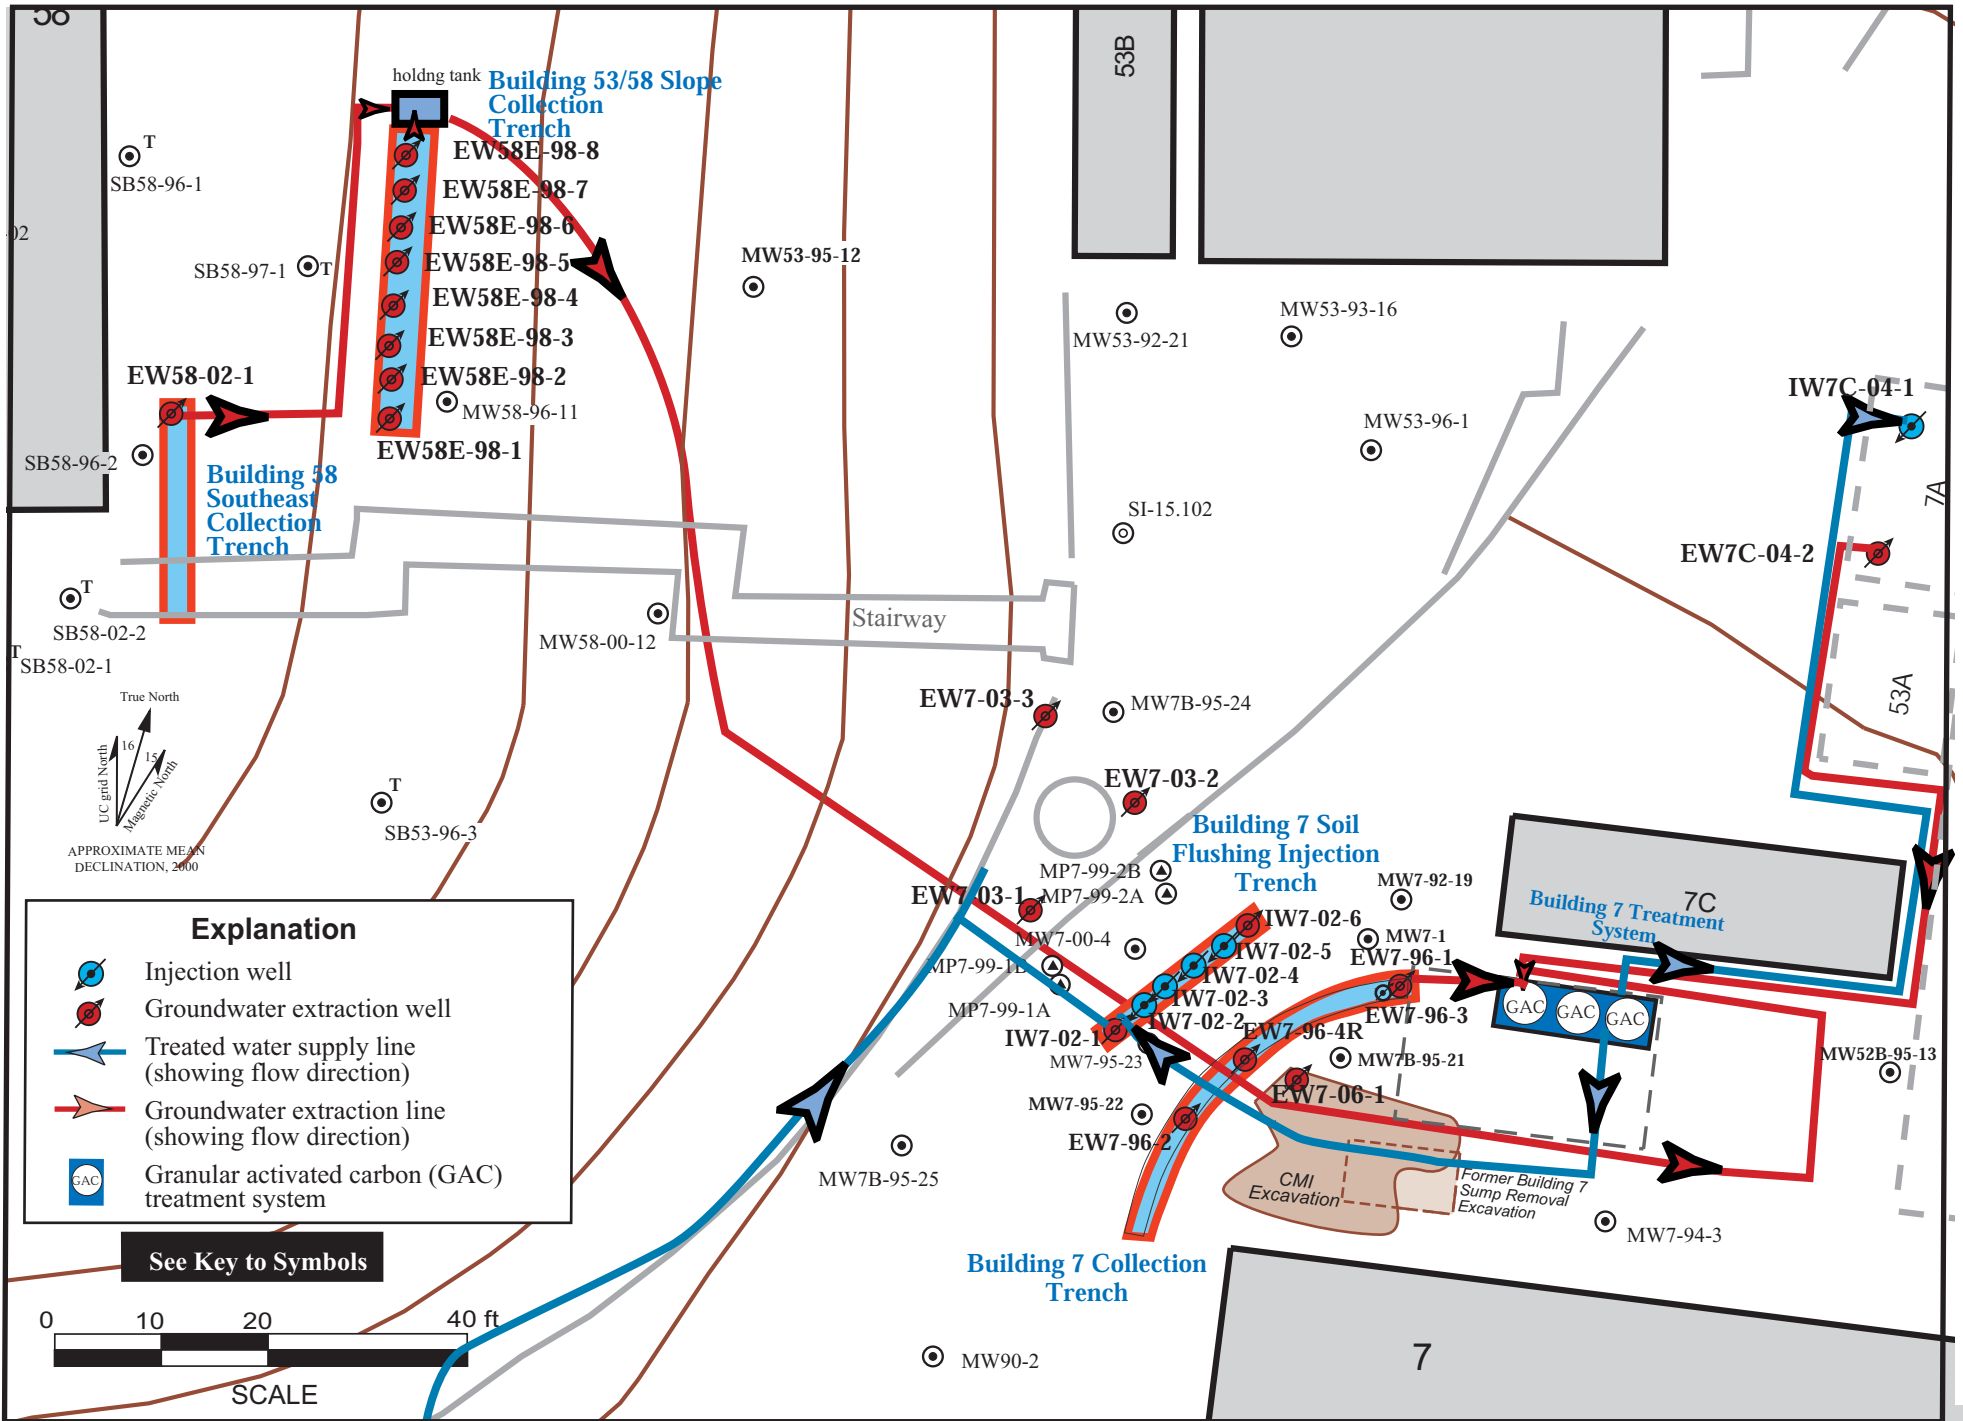 58
holdng tank
Building 53/58 Slope
Collection
Trench
53B
T
SB58-96-1
EW58E-98-8
EW58E-98-7
EW58E-98-6
02
SB58-97-1
T
EW58E-98-5
MW53-95-12
EW58E-98-4
EW58E-98-3
MW53-92-21
MW53-93-16
EW58-02-1
EW58E-98-2
MW58-96-11
IW7C-04-1
EW58E-98-1
MW53-96-1
SB58-96-2
Building 58
Southeast
Collection
Trench
7A
SI-15.102
EW7C-04-2
T
SB58-02-2
T
SB58-02-1
MW58-00-12
Stairway
53A
True North
UC grid North
16
15
Magnetic North
APPROXIMATE MEAN
DECLINATION, 2000
EW7-03-3
MW7B-95-24
T
SB53-96-3
EW7-03-2
Building 7 Soil
Flushing Injection
Trench
MP7-99-2B
MP7-99-2A
EW7-03-1
MW7-92-19
7C
Building 7 Treatment
System
IW7-02-6
MW7-00-4
MW7-1
IW7-02-5
EW7-96-1
MP7-99-1B
IW7-02-4
MP7-99-1A
IW7-02-3
IW7-02-2
EW7-96-3
GAC
GAC
GAC
IW7-02-1
EW7-96-4R
MW7-95-23
MW7B-95-21
MW52B-95-13
EW7-06-1
MW7-95-22
EW7-96-2
MW7B-95-25
CMI
Excavation
Former Building 7
Sump Removal
Excavation
MW7-94-3
Building 7 Collection
Trench
MW90-2
7
Explanation
Injection well
Groundwater extraction well
Treated water supply line
(showing flow direction)
Groundwater extraction line
(showing flow direction)
GAC
Granular activated carbon (GAC)
treatment system
See Key to Symbols
0 10 20 40 ft
SCALE